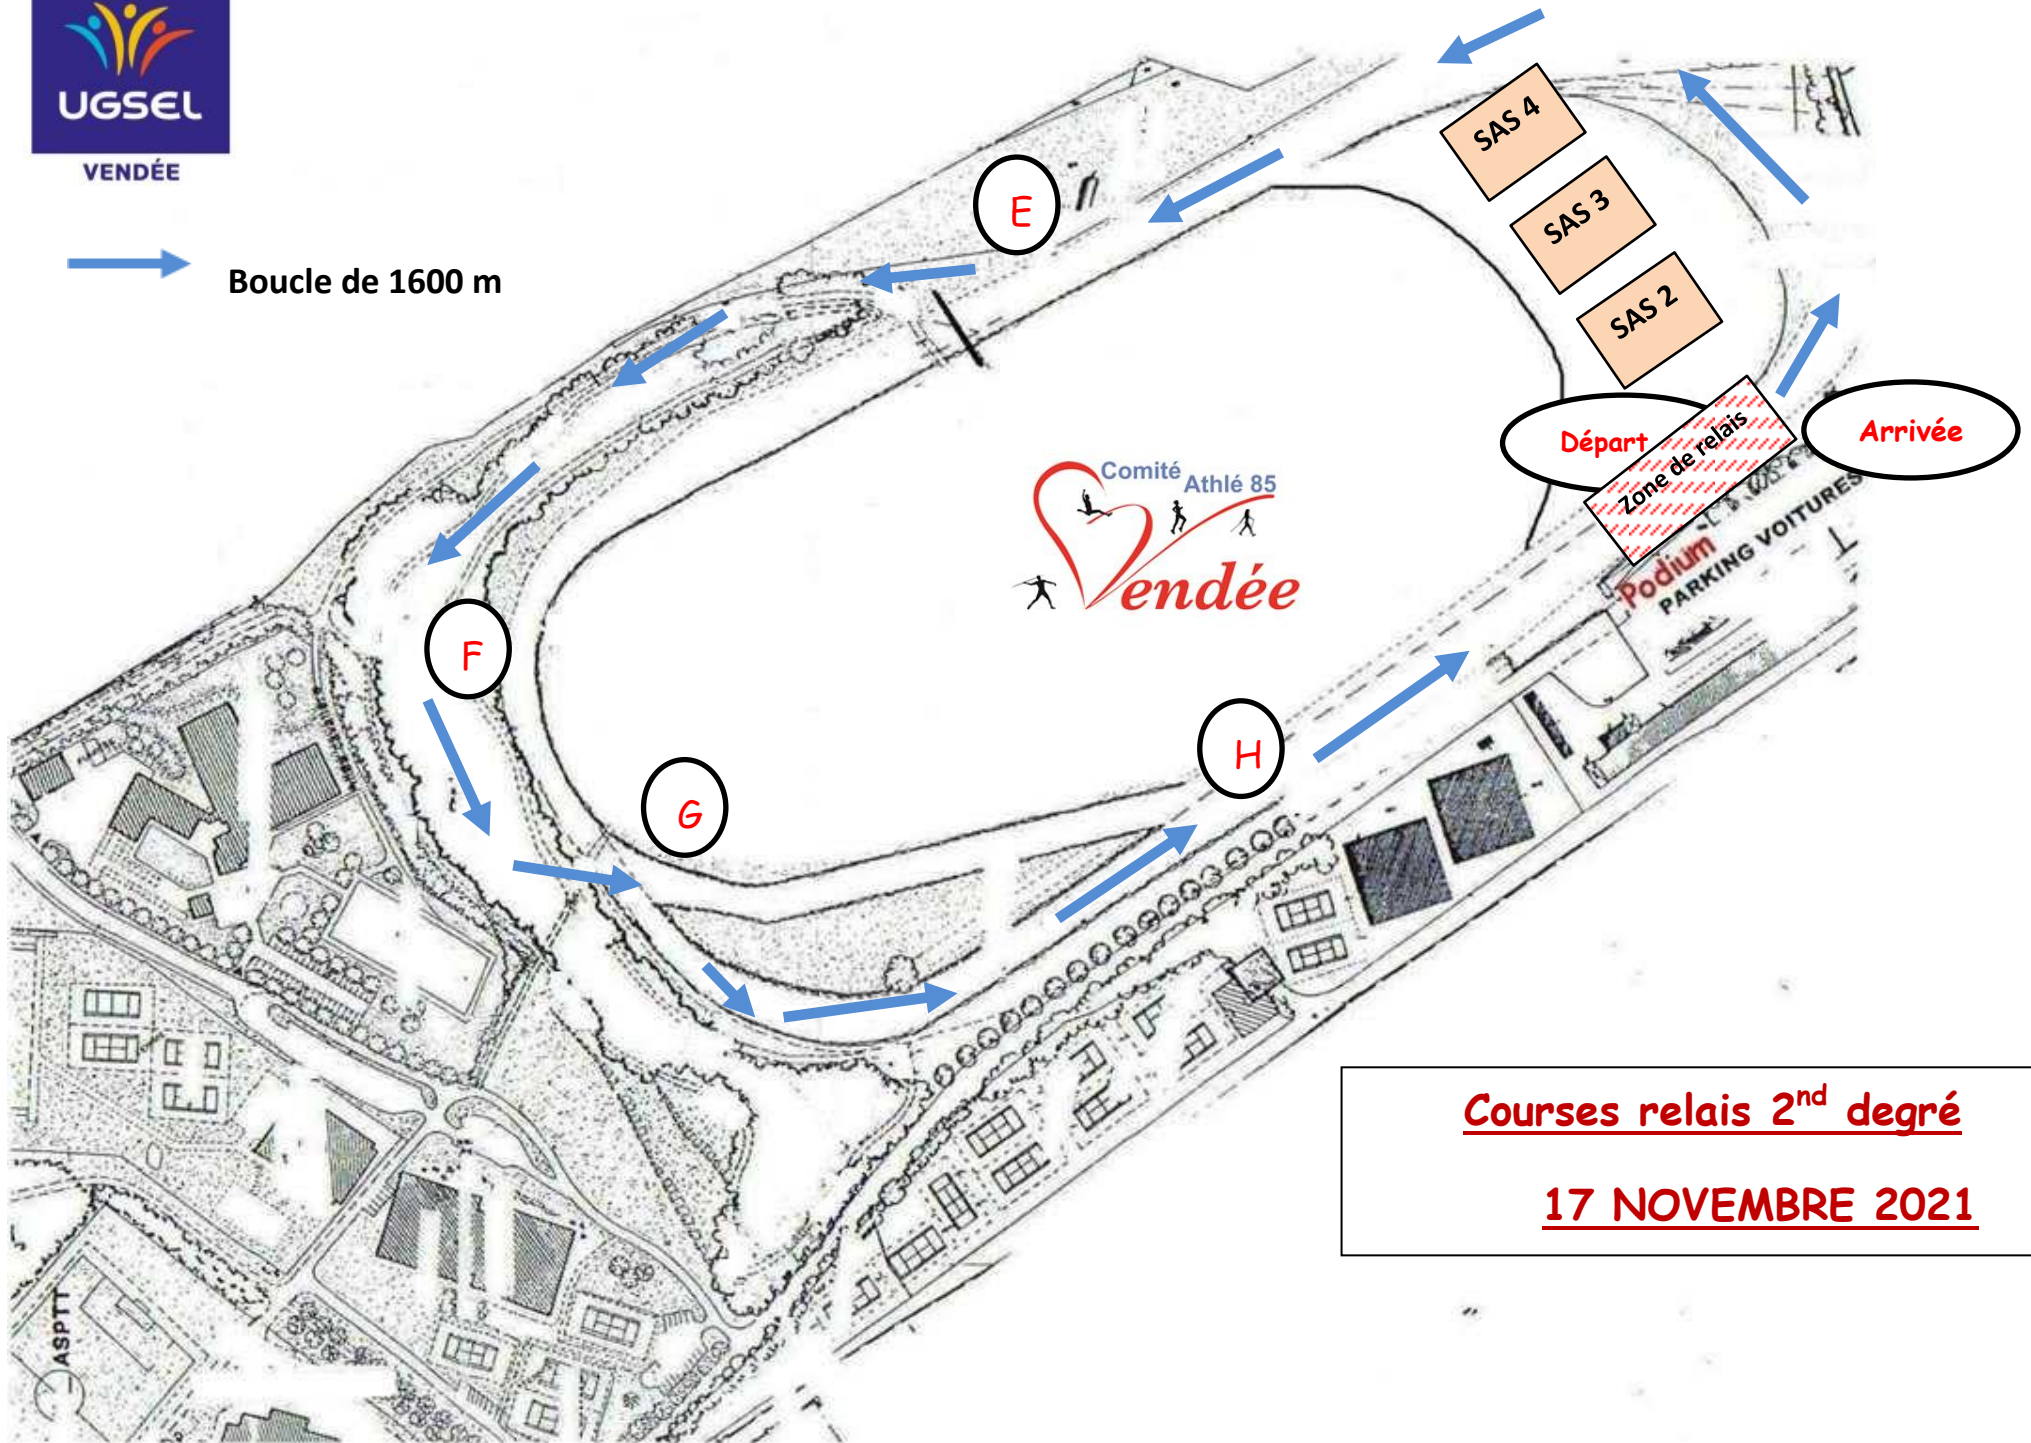 UGSEL
VENDÉE
Boucle de 1600 m
SAS 4
SAS 3
SAS 2
E
Départ
Zone de relais
Arrivée
Podium
PARKING VOITURES
Comité
Athlé 85
Vendée
F
G
H
Courses relais 2nd degré
17 NOVEMBRE 2021
ASPTT